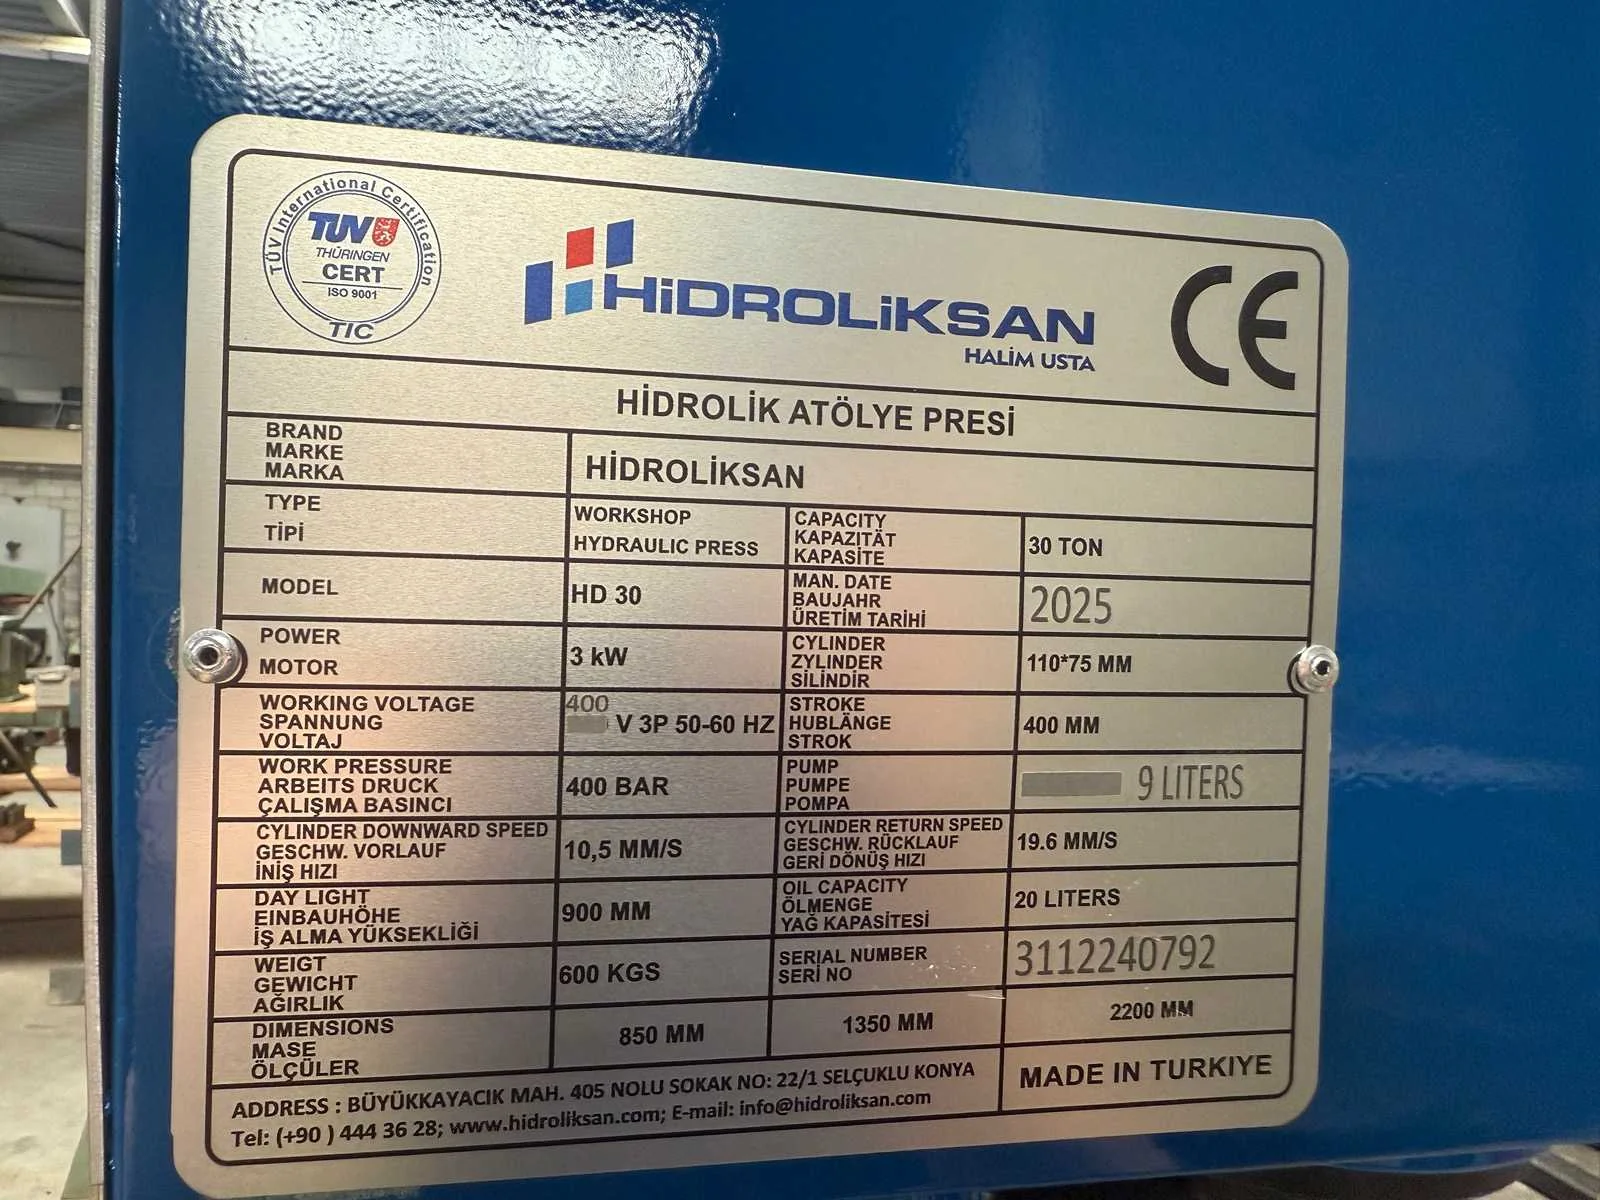 TÜV International Certification
TÜV
THÜRINGEN
CERT
ISO 9001
TIC
HiDROLiKSAN
HALİM USTA
CE
HİDROLİK ATÖLYE PRESİ
BRAND
MARKE
MARKA
HİDROLİKSAN
TYPE
TİPİ
WORKSHOP
HYDRAULIC PRESS
CAPACITY
KAPAZITÄT
KAPASİTE
30 TON
MODEL
HD 30
MAN. DATE
BAUJAHR
ÜRETİM TARİHİ
2025
POWER
MOTOR
3 kW
CYLINDER
ZYLINDER
SİLİNDİR
110*75 MM
WORKING VOLTAGE
SPANNUNG
VOLTAJ
400
V 3P 50-60 HZ
STROKE
HUBLÄNGE
STROK
400 MM
WORK PRESSURE
ARBEITS DRUCK
ÇALIŞMA BASINCI
400 BAR
PUMP
PUMPE
POMPA
9 LITERS
CYLINDER DOWNWARD SPEED
GESCHW. VORLAUF
İNİŞ HIZI
10,5 MM/S
CYLINDER RETURN SPEED
GESCHW. RÜCKLAUF
GERİ DÖNÜŞ HIZI
19.6 MM/S
DAY LIGHT
EINBAUHÖHE
İŞ ALMA YÜKSEKLİĞİ
900 MM
OIL CAPACITY
ÖLMENGE
YAĞ KAPASİTESİ
20 LITERS
WEIGT
GEWICHT
AĞIRLIK
600 KGS
SERIAL NUMBER
SERI NO
3112240792
DIMENSIONS
MASE
ÖLÇÜLER
850 MM
1350 MM
2200 MM
ADDRESS : BÜYÜKKAYACIK MAH. 405 NOLU SOKAK NO: 22/1 SELÇUKLU KONYA
Tel: (+90 ) 444 36 28; www.hidroliksan.com; E-mail: info@hidroliksan.com
MADE IN TURKIYE